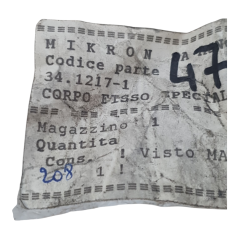 MIKRON A
47
Codice parte
34.1217-1
CORPO FISSO SPECIAL
Magazzino 1
Quantita
Cons. ! Visto MA
208 1 !